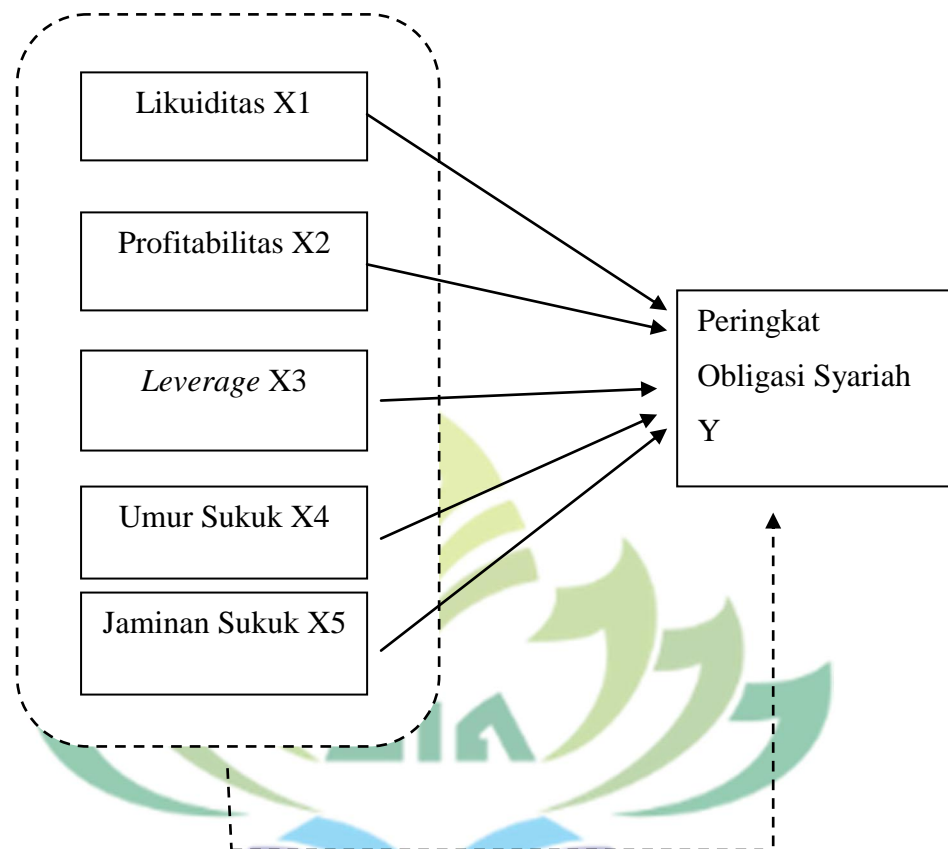 Likuiditas X1
Profitabilitas X2
Leverage X3
Umur Sukuk X4
Jaminan Sukuk X5
Peringkat
Obligasi Syariah
Y